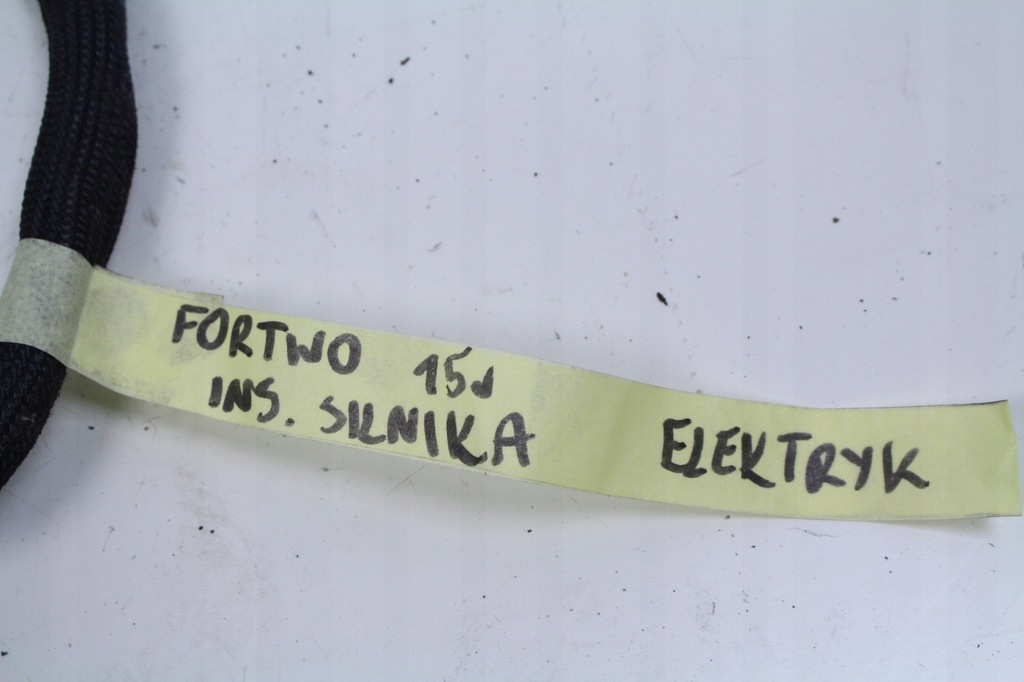 FORTWO 15r
INS. SILNIKA
ELEKTRYK